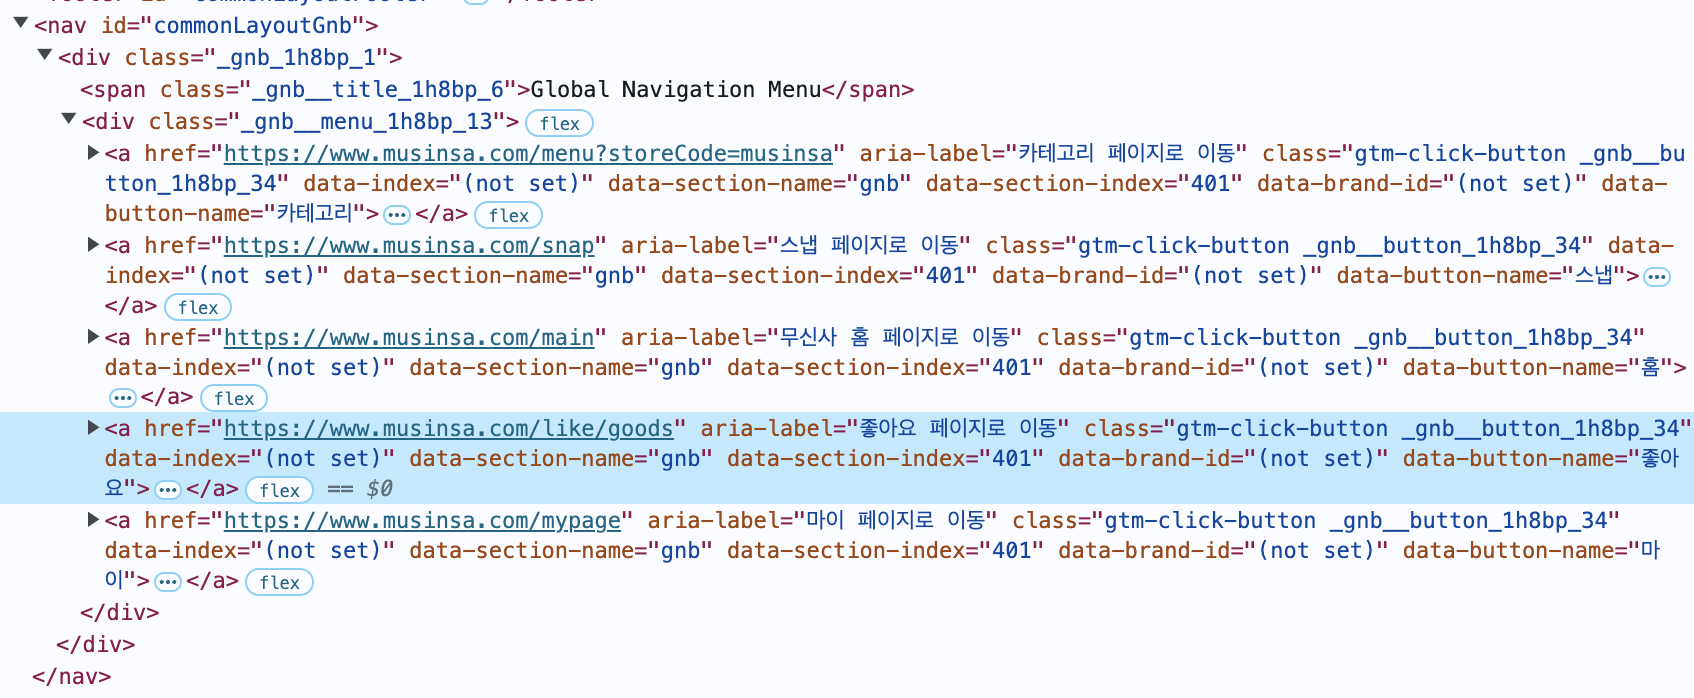 <nav id="commonLayoutGnb">
<div class="_gnb_1h8bp_1">
<span class="_gnb__title_1h8bp_6">Global Navigation Menu</span>
<div class="_gnb__menu_1h8bp_13"> flex
<a href="https://www.musinsa.com/menu?storeCode=musinsa" aria-label="카테고리 페이지로 이동" class="gtm-click-button _gnb__bu
tton_1h8bp_34" data-index="(not set)" data-section-name="gnb" data-section-index="401" data-brand-id="(not set)" data-
button-name="카테고리">…</a> flex
<a href="https://www.musinsa.com/snap" aria-label="스냅 페이지로 이동" class="gtm-click-button _gnb__button_1h8bp_34" data-
index="(not set)" data-section-name="gnb" data-section-index="401" data-brand-id="(not set)" data-button-name="스냅">…
</a> flex
<a href="https://www.musinsa.com/main" aria-label="무신사 홈 페이지로 이동" class="gtm-click-button _gnb__button_1h8bp_34"
data-index="(not set)" data-section-name="gnb" data-section-index="401" data-brand-id="(not set)" data-button-name="홈">
…</a> flex
<a href="https://www.musinsa.com/like/goods" aria-label="좋아요 페이지로 이동" class="gtm-click-button _gnb__button_1h8bp_34"
data-index="(not set)" data-section-name="gnb" data-section-index="401" data-brand-id="(not set)" data-button-name="좋아
요">…</a> flex == $0
<a href="https://www.musinsa.com/mypage" aria-label="마이 페이지로 이동" class="gtm-click-button _gnb__button_1h8bp_34"
data-index="(not set)" data-section-name="gnb" data-section-index="401" data-brand-id="(not set)" data-button-name="마
이">…</a> flex
</div>
</div>
</nav>